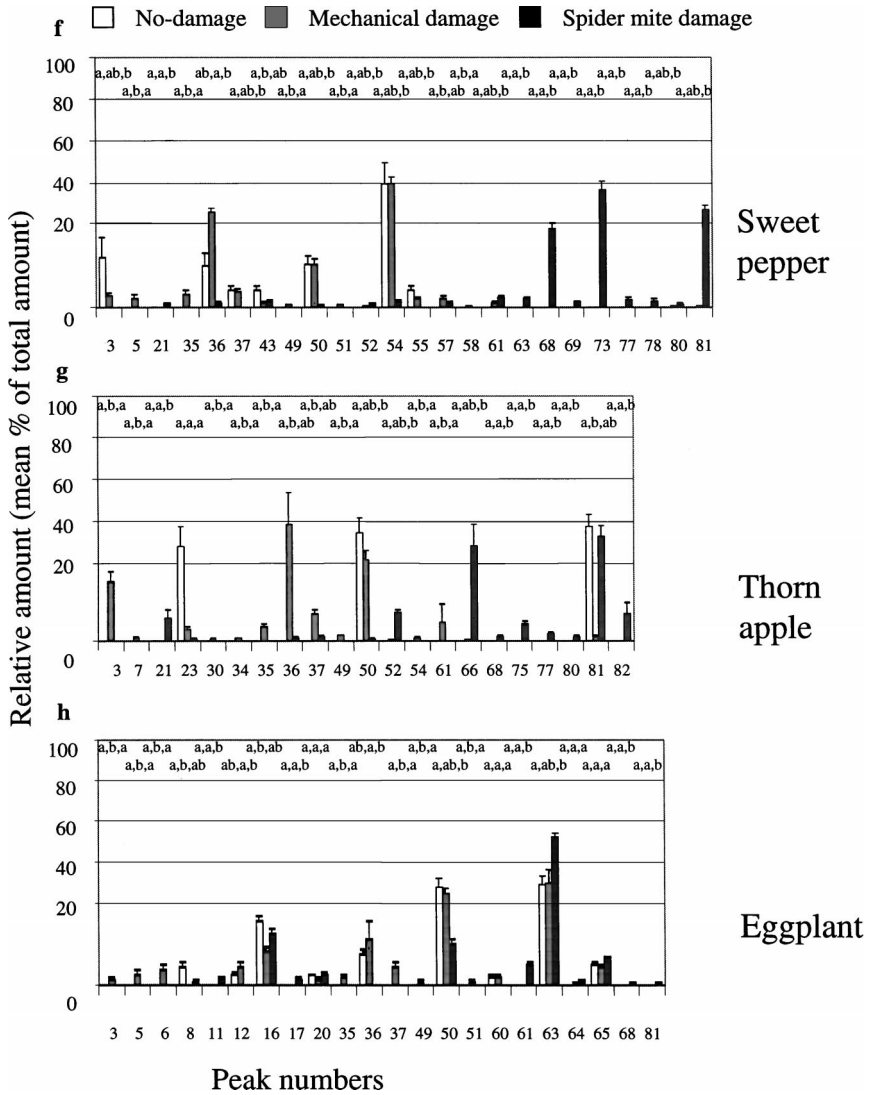 No-damage Mechanical damage Spider mite damage
f
100
a,ab,b a,a,b ab,a,b a,b,ab a,ab,b a,ab,b a,ab,b a,b,a a,a,b a,a,b a,a,b a,ab,b
a,b,a a,b,a a,ab,b a,b,a a,b,a a,ab,b a,b,ab a,ab,b a,a,b a,a,b a,a,b a,ab,b
80
60
40
20
0
3 5 21 35 36 37 43 49 50 51 52 54 55 57 58 61 63 68 69 73 77 78 80 81
Sweet
pepper
g
100
a,b,a a,a,b a,b,a a,b,a a,b,ab a,ab,b a,b,a a,ab,b a,a,b a,a,b a,a,b
a,b,a a,a,a a,b,a a,b,ab a,b,a a,ab,b a,b,a a,a,b a,a,b a,b,ab
80
60
40
20
0
3 7 21 23 30 34 35 36 37 49 50 52 54 61 66 68 75 77 80 81 82
Thorn
apple
h
100
a,b,a a,b,a a,a,b a,b,ab a,a,a ab,a,b a,b,a a,b,a a,a,b a,a,a a,a,b
a,b,a a,b,ab ab,a,b a,a,b a,b,a a,b,a a,ab,b a,a,a a,ab,b a,a,a a,a,b
80
60
40
20
0
3 5 6 8 11 12 16 17 20 35 36 37 49 50 51 60 61 63 64 65 68 81
Eggplant
Peak numbers
Relative amount (mean % of total amount)